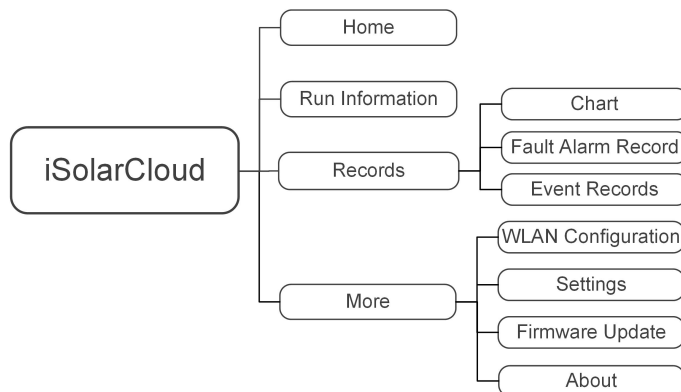 Home
Run Information
iSolarCloud
Records
Chart
Fault Alarm Record
Event Records
More
WLAN Configuration
Settings
Firmware Update
About